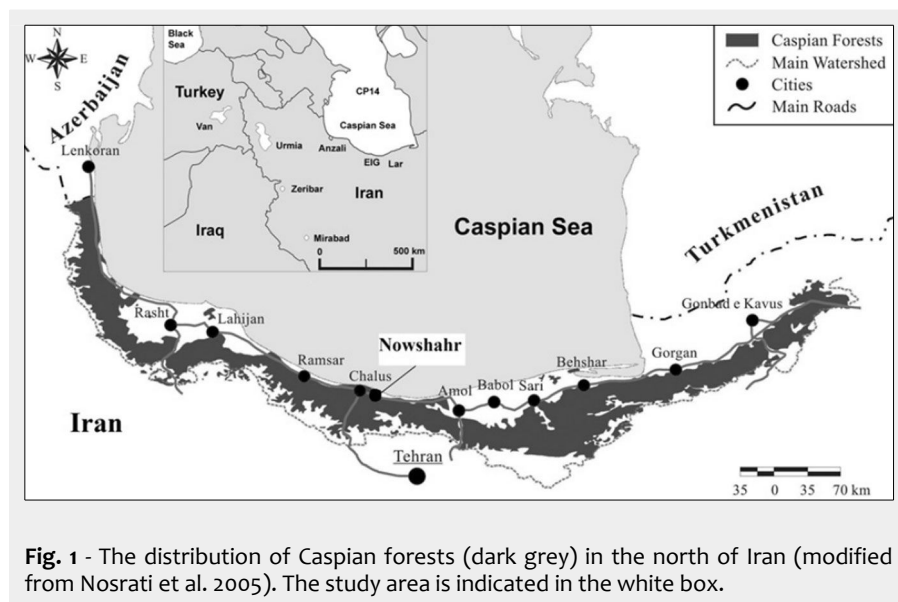 N
W E
S
Azerbaijan
Lenkoran
Black
Sea
Turkey
Van
CP14
Caspian Sea
Urmia
Anzali
EIG
Lar
Zeribar
Iran
Iraq
Mirabad
0 500 km
Caspian Forests
Main Watershed
Cities
Main Roads
Caspian Sea
Turkmenistan
Gonbad e Kavus
Rasht
Lahijan
Ramsar
Nowshahr
Chalus
Amol
Babol
Sari
Behshar
Gorgan
Iran
Tehran
35 0 35 70 km
Fig. 1 - The distribution of Caspian forests (dark grey) in the north of Iran (modified
from Nosrati et al. 2005). The study area is indicated in the white box.